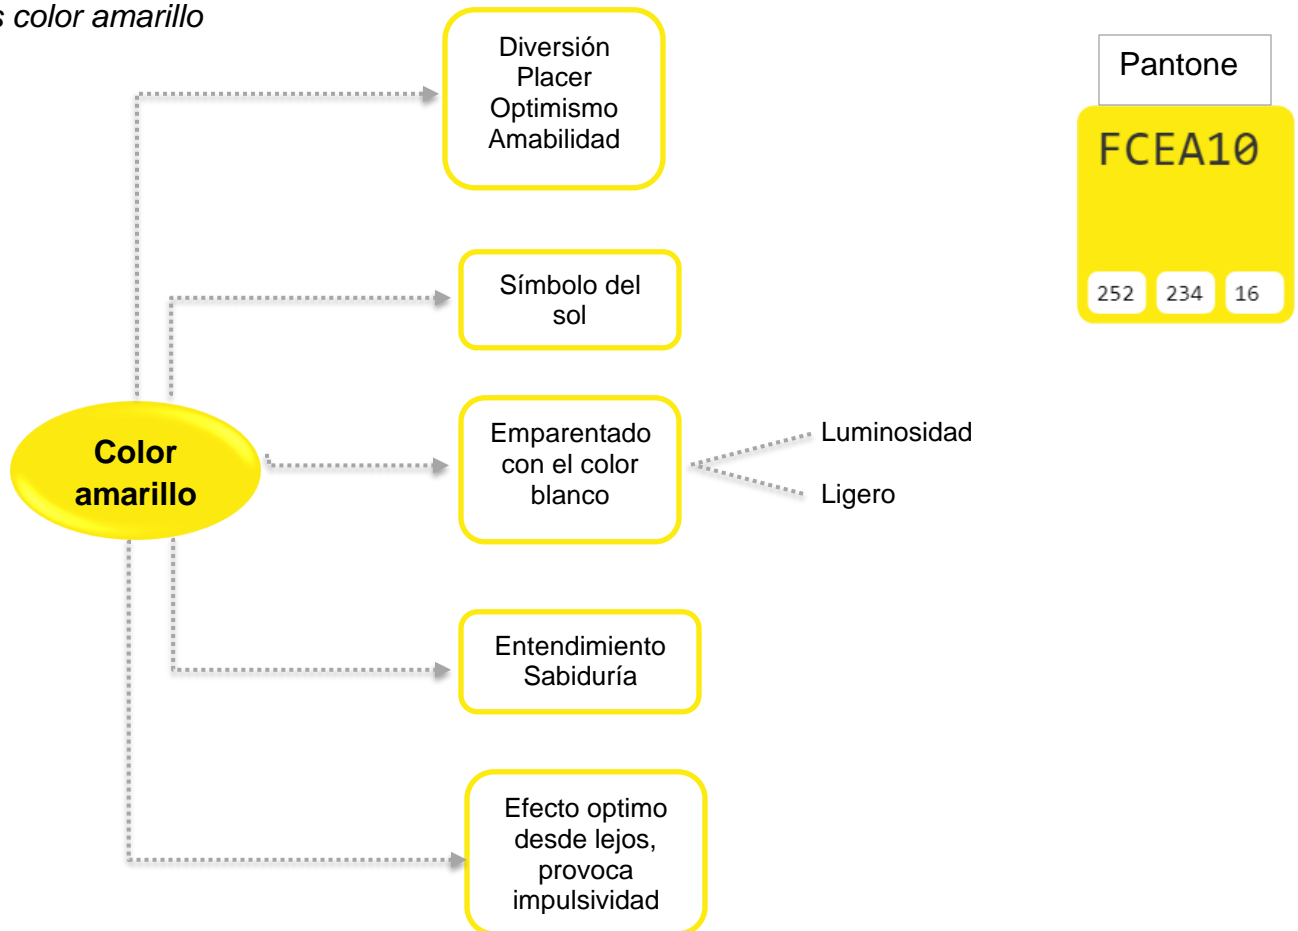 s color amarillo
Diversión
Placer
Optimismo
Amabilidad
Pantone
FCEA10
252 234 16
Símbolo del
sol
Color
amarillo
Emparentado
con el color
blanco
Luminosidad
Ligero
Entendimiento
Sabiduría
Efecto optimo
desde lejos,
provoca
impulsividad